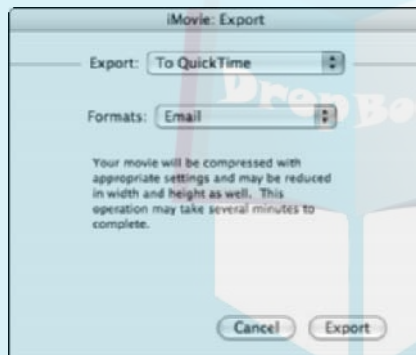 iMovie: Export
Export: To QuickTime
DropBo
Formats: Email
Your movie will be compressed with
appropriate settings and may be reduced
in width and height as well. This
operation may take several minutes to
complete.
Cancel Export